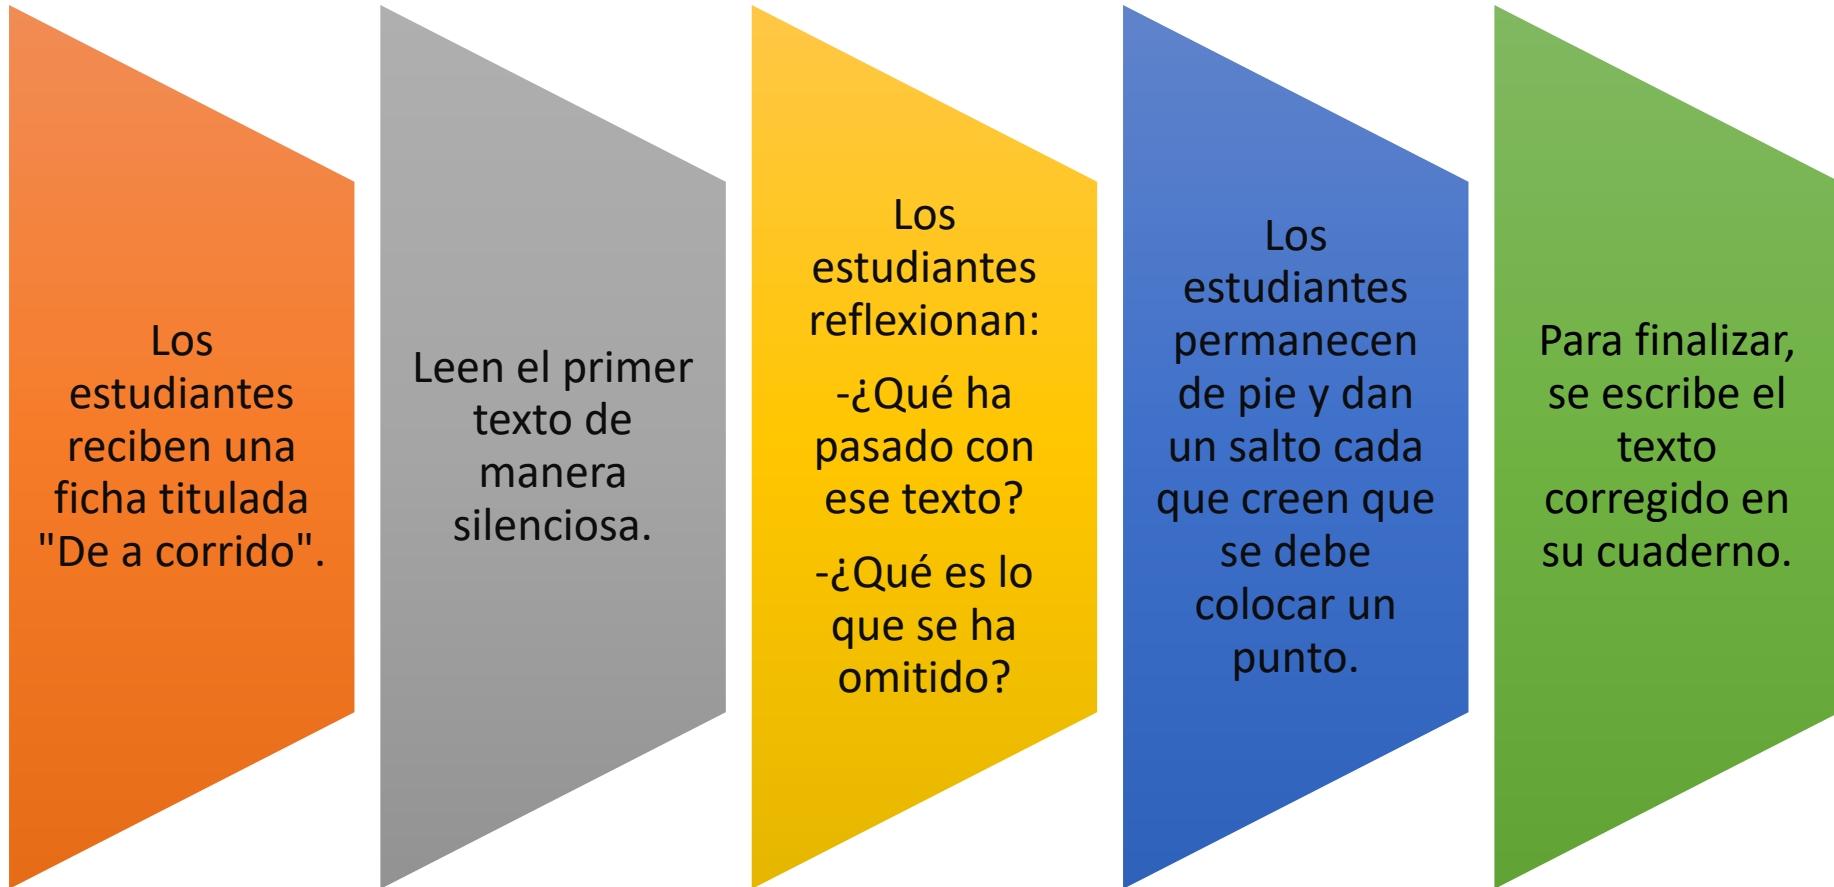 Los
estudiantes
reciben una
ficha titulada
"De a corrido".
Leen el primer
texto de
manera
silenciosa.
Los
estudiantes
reflexionan:
-¿Qué ha
pasado con
ese texto?
-¿Qué es lo
que se ha
omitido?
Los
estudiantes
permanecen
de pie y dan
un salto cada
que creen que
se debe
colocar un
punto.
Para finalizar,
se escribe el
texto
corregido en
su cuaderno.